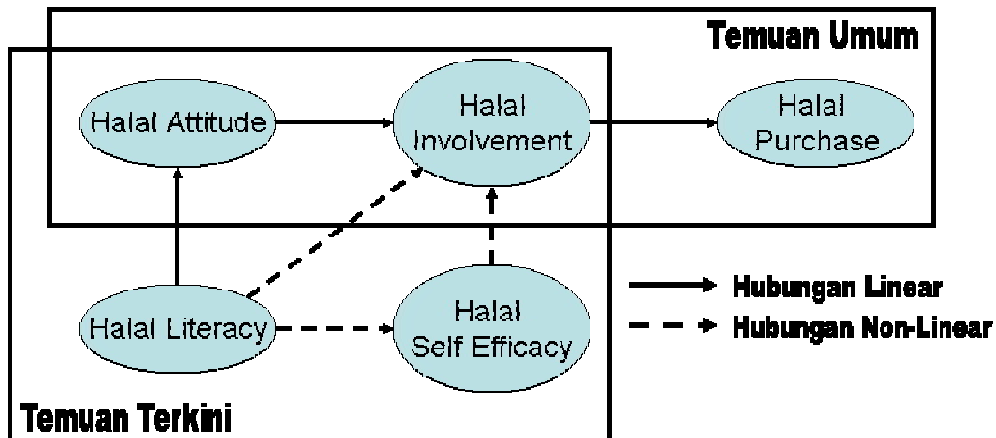 Temuan Umum
Halal Attitude
Halal
Involvement
Halal
Purchase
Halal Literacy
Halal
Self Efficacy
Hubungan Linear
Hubungan Non-Linear
Temuan Terkini